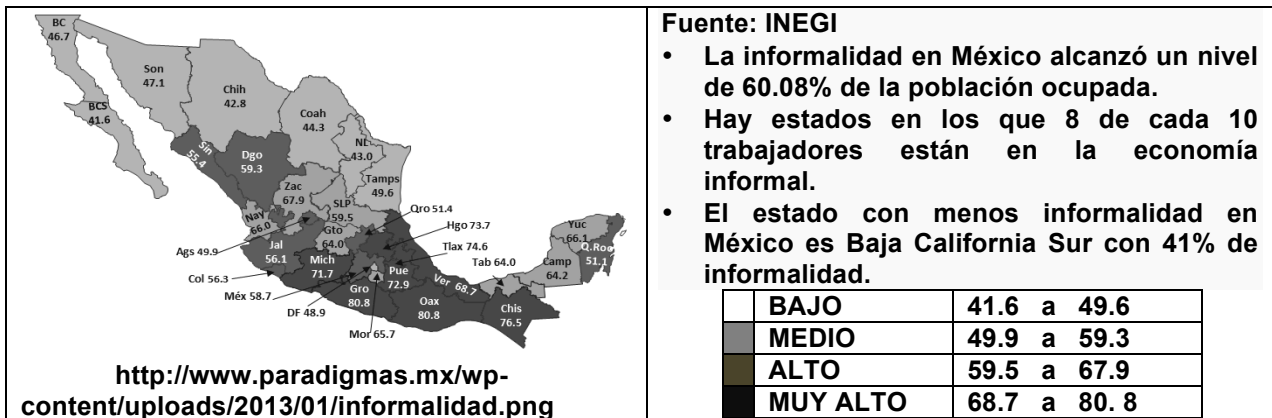 BC
46.7
Son
47.1
Chih
42.8
BCS
41.6
Coah
44.3
NL
43.0
Sin
55.4
Dgo
59.3
Tamps
49.6
Zac
67.9
SLP
59.5
Qro 51.4
Nay
66.0
Hgo 73.7
Ags 49.9
Gto
64.0
Tlax 74.6
Yuc
66.1
Jal
56.1
Tab 64.0
Q.Roo
51.1
Col 56.3
Mich
71.7
Pue
72.9
Camp
64.2
Méx 58.7
Ver 68.7
Gro
80.8
DF 48.9
Oax
80.8
Chis
76.5
Mor 65.7
http://www.paradigmas.mx/wp-
content/uploads/2013/01/informalidad.png
Fuente: INEGI
• La informalidad en México alcanzó un nivel
de 60.08% de la población ocupada.
• Hay estados en los que 8 de cada 10
trabajadores están en la economía
informal.
• El estado con menos informalidad en
México es Baja California Sur con 41% de
informalidad.
BAJO 41.6 a 49.6
MEDIO 49.9 a 59.3
ALTO 59.5 a 67.9
MUY ALTO 68.7 a 80. 8